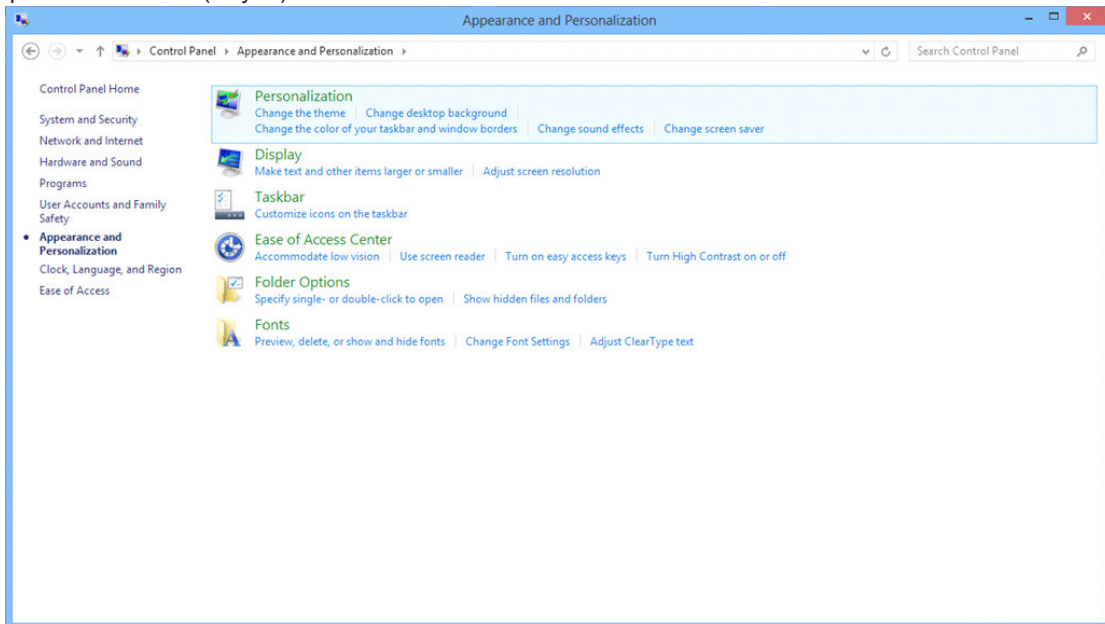 Appearance and Personalization
Control Panel Appearance and Personalization
Search Control Panel
Control Panel Home
System and Security
Network and Internet
Hardware and Sound
Programs
User Accounts and Family
Safety
Appearance and
Personalization
Clock, Language, and Region
Ease of Access
Personalization
Change the theme Change desktop background
Change the color of your taskbar and window borders Change sound effects Change screen saver
Display
Make text and other items larger or smaller Adjust screen resolution
Taskbar
Customize icons on the taskbar
Ease of Access Center
Accommodate low vision Use screen reader Turn on easy access keys Turn High Contrast on or off
Folder Options
Specify single- or double-click to open Show hidden files and folders
Fonts
Preview, delete, or show and hide fonts Change Font Settings Adjust ClearType text